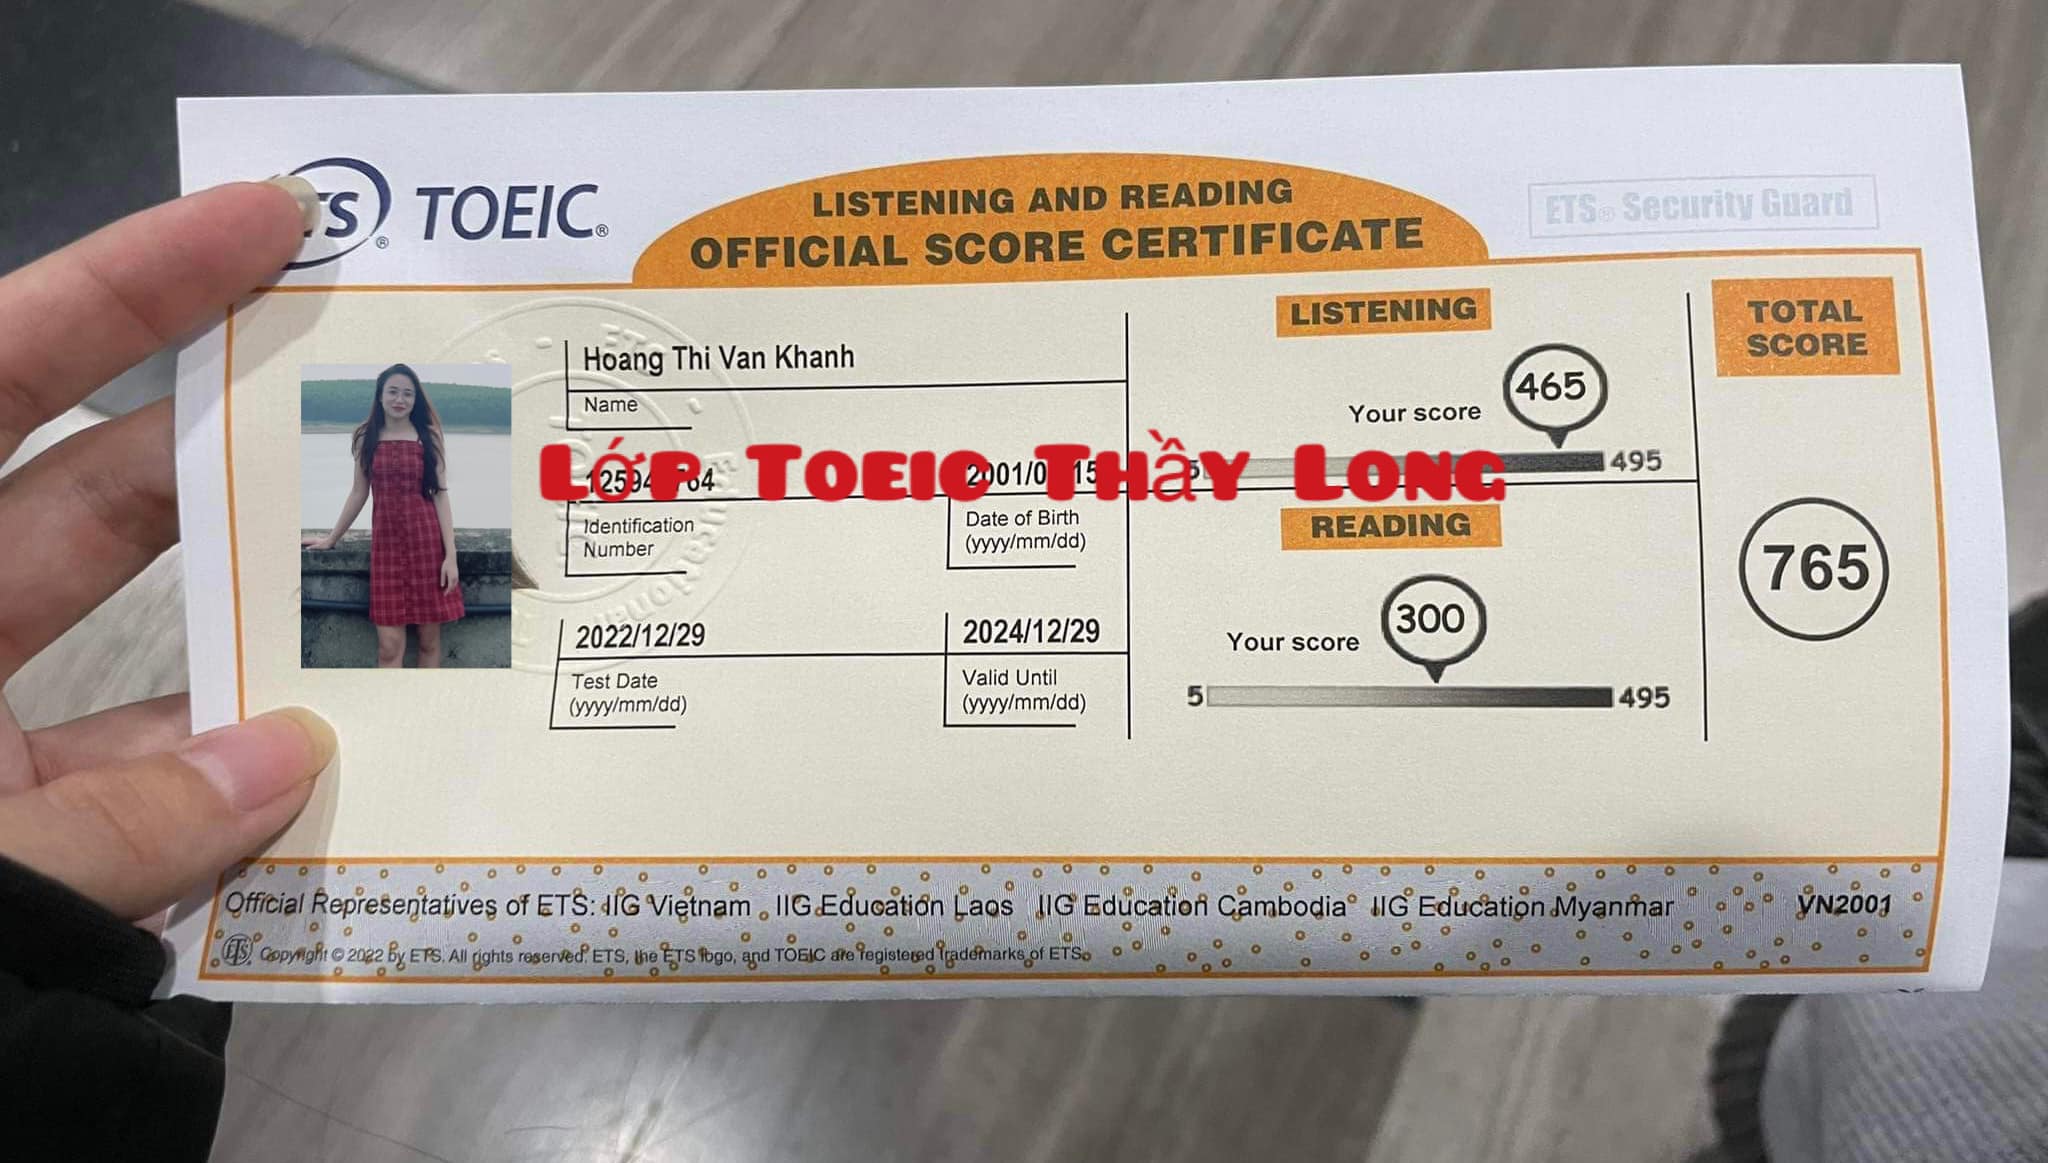 TOEIC®
LISTENING AND READING
OFFICIAL SCORE CERTIFICATE
ETS® Security Guard
Hoang Thi Van Khanh
Name
Lớp Toeic Thầy Long
Identification
Number
Date of Birth
(yyyy/mm/dd)
2022/12/29
Test Date
(yyyy/mm/dd)
2024/12/29
Valid Until
(yyyy/mm/dd)
LISTENING
Your score
465
495
READING
Your score
300
5
495
TOTAL
SCORE
765
Official Representatives of ETS: IIG Vietnam IIG Education Laos IIG Education Cambodia IIG Education Myanmar
VN2001
ETS Copyright © 2022 by ETS. All rights reserved. ETS, the ETS logo, and TOEIC are registered trademarks of ETS.